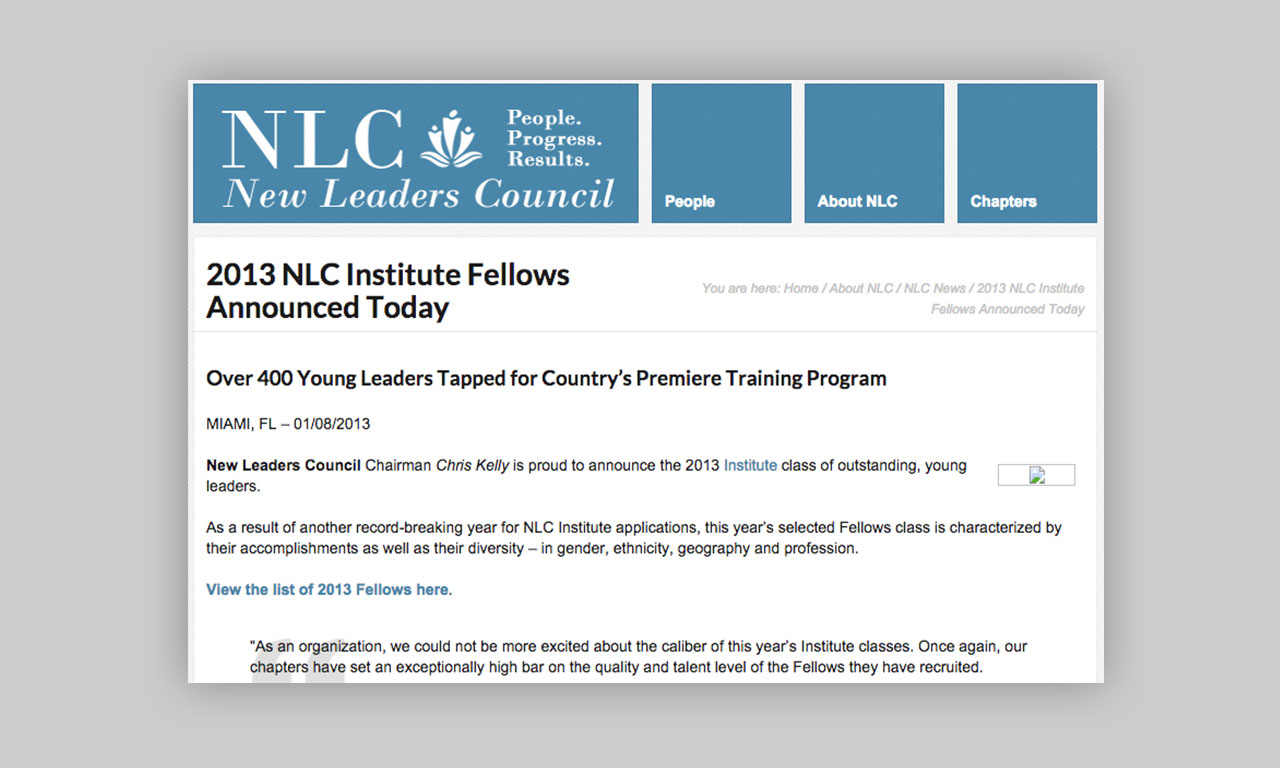 NLC
People.
Progress.
Results.
New Leaders Council
People
About NLC
Chapters
2013 NLC Institute Fellows
Announced Today
You are here: Home / About NLC / NLC News / 2013 NLC Institute
Fellows Announced Today
Over 400 Young Leaders Tapped for Country’s Premiere Training Program
MIAMI, FL – 01/08/2013
New Leaders Council Chairman Chris Kelly is proud to announce the 2013 Institute class of outstanding, young
leaders.
As a result of another record-breaking year for NLC Institute applications, this year’s selected Fellows class is characterized by
their accomplishments as well as their diversity – in gender, ethnicity, geography and profession.
View the list of 2013 Fellows here.
"As an organization, we could not be more excited about the caliber of this year’s Institute classes. Once again, our
chapters have set an exceptionally high bar on the quality and talent level of the Fellows they have recruited.